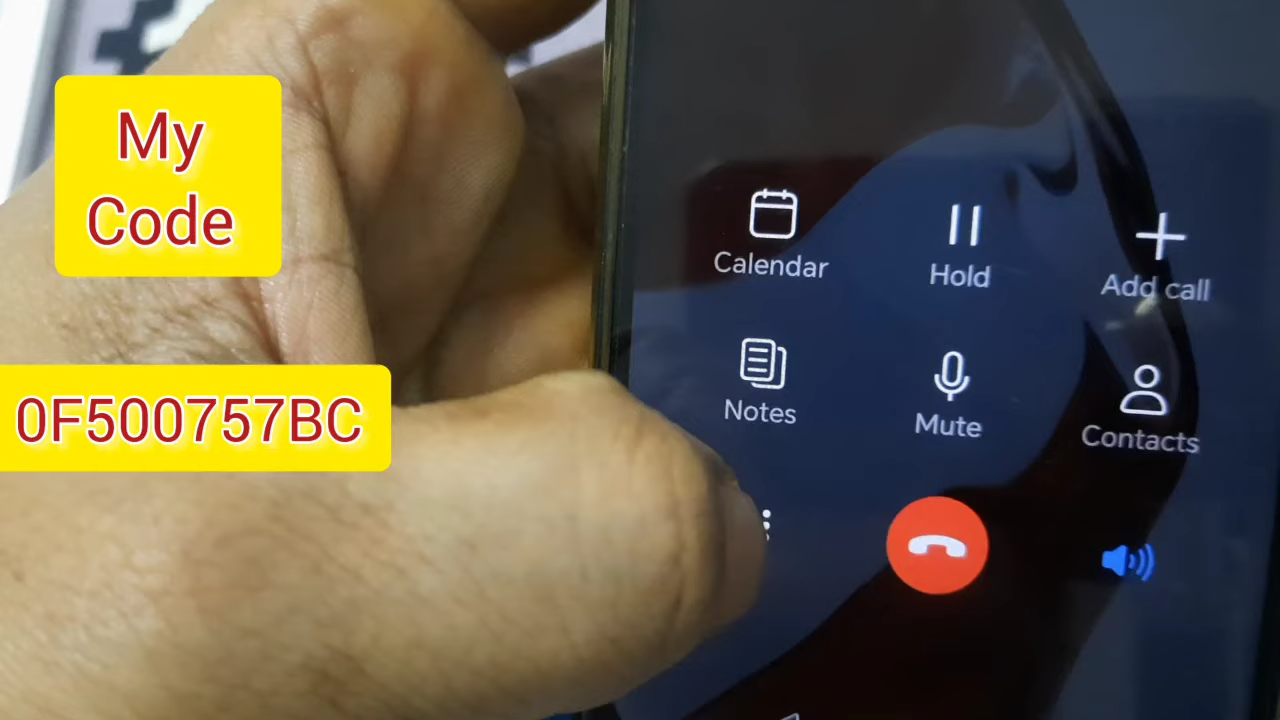 My
Code
0F500757BC
Calendar
Hold
Add call
Notes
Mute
Contacts